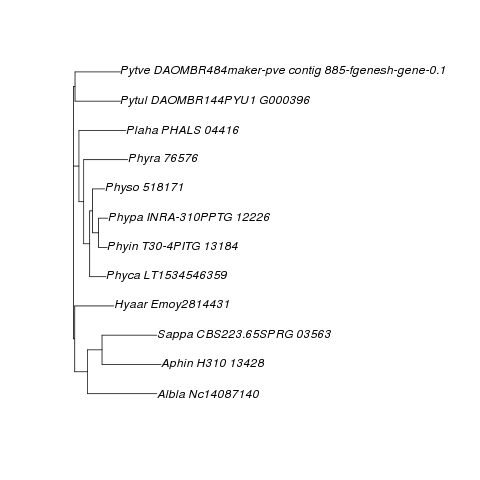 Pytve DAOMBR484maker-pve contig 885-fgenesh-gene-0.1
Pytul DAOMBR144PYU1 G000396
Plaha PHALS 04416
Phyra 76576
Physo 518171
Phypa INRA-310PPTG 12226
Phyin T30-4PITG 13184
Phyca LT1534546359
Hyaar Emoy2814431
Sappa CBS223.65SPRG 03563
Aphin H310 13428
Albla Nc14087140